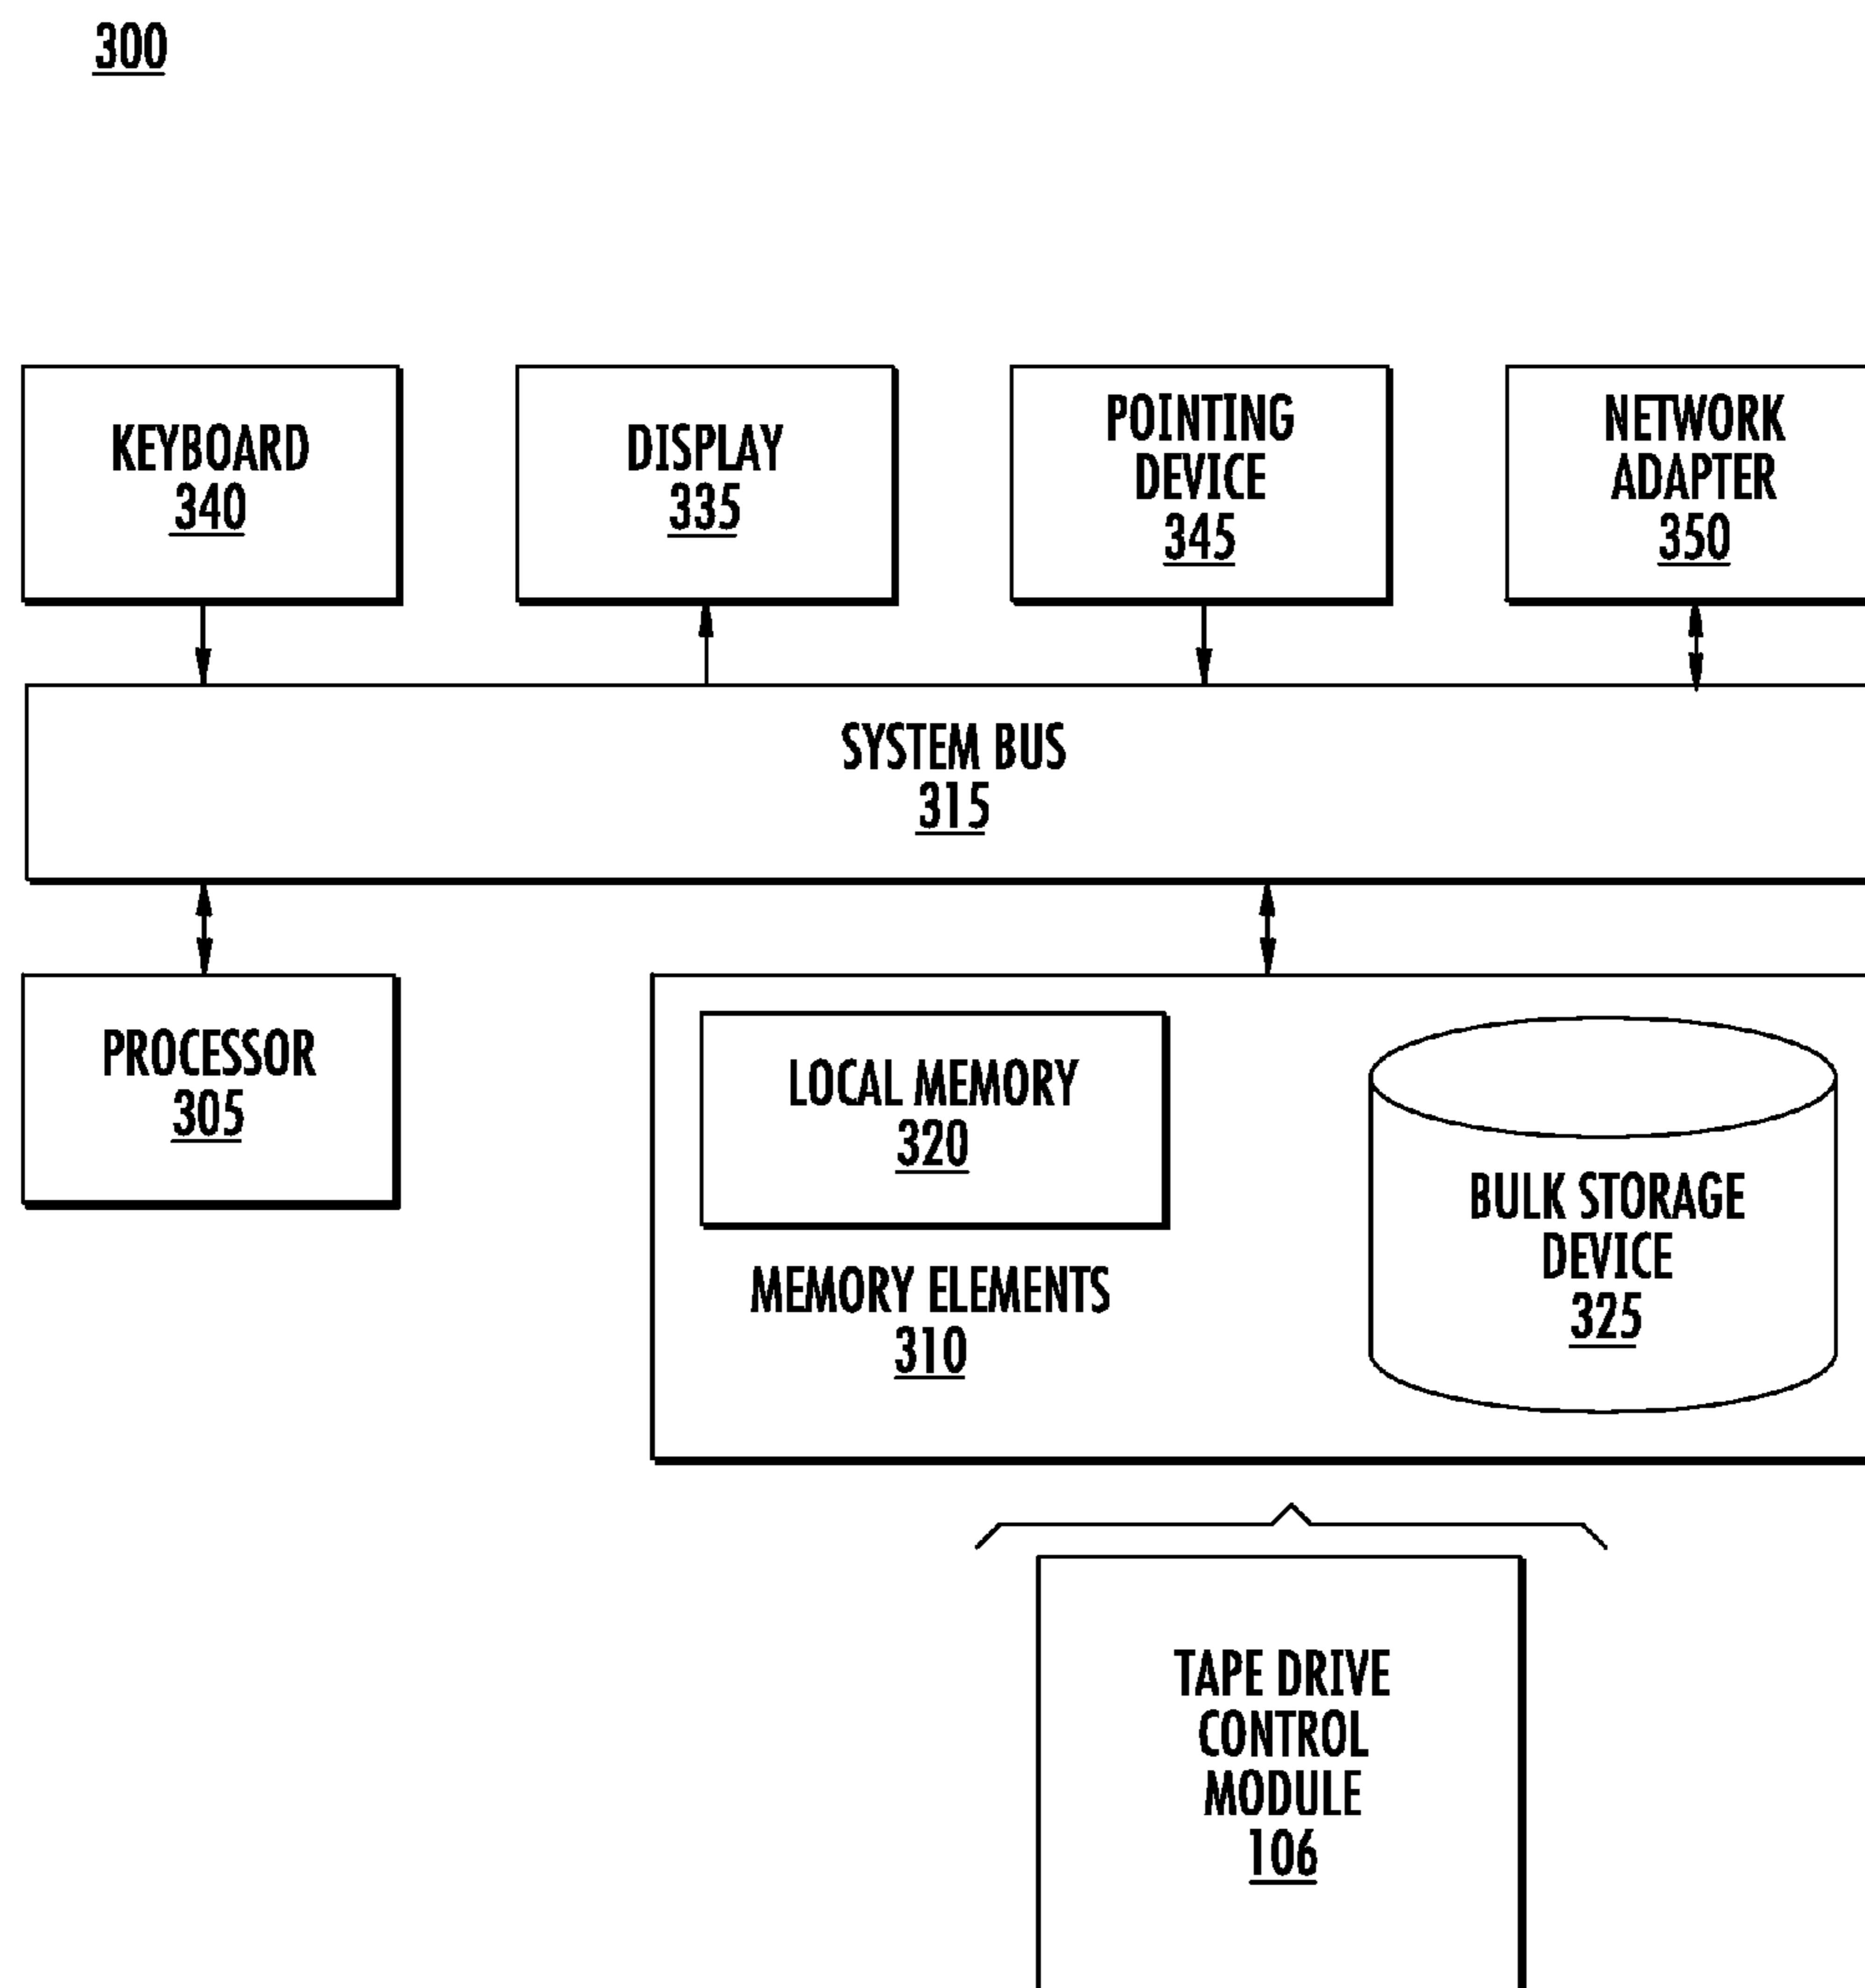 300
KEYBOARD
340
DISPLAY
335
POINTING
DEVICE
345
NETWORK
ADAPTER
350
SYSTEM BUS
315
PROCESSOR
305
LOCAL MEMORY
320
MEMORY ELEMENTS
310
BULK STORAGE
DEVICE
325
TAPE DRIVE
CONTROL
MODULE
106